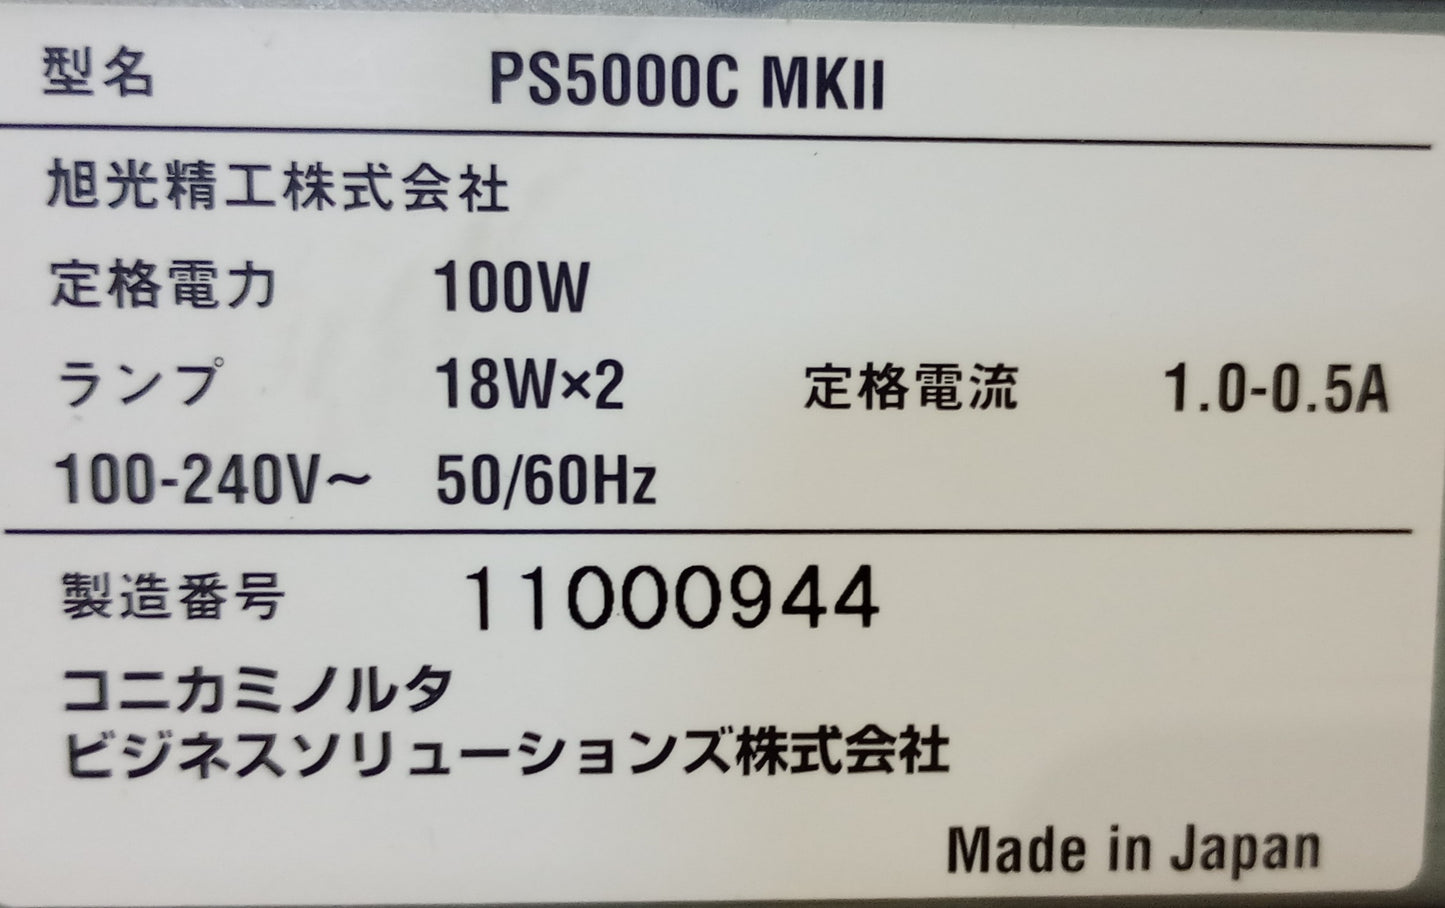 型名 PS5000C MKII
旭光精工株式会社
定格電力 100W
ランプ 18W×2 定格電流 1.0-0.5A
100-240V～ 50/60Hz
製造番号 11000944
コニカミノルタ
ビジネスソリューションズ株式会社
Made in Japan